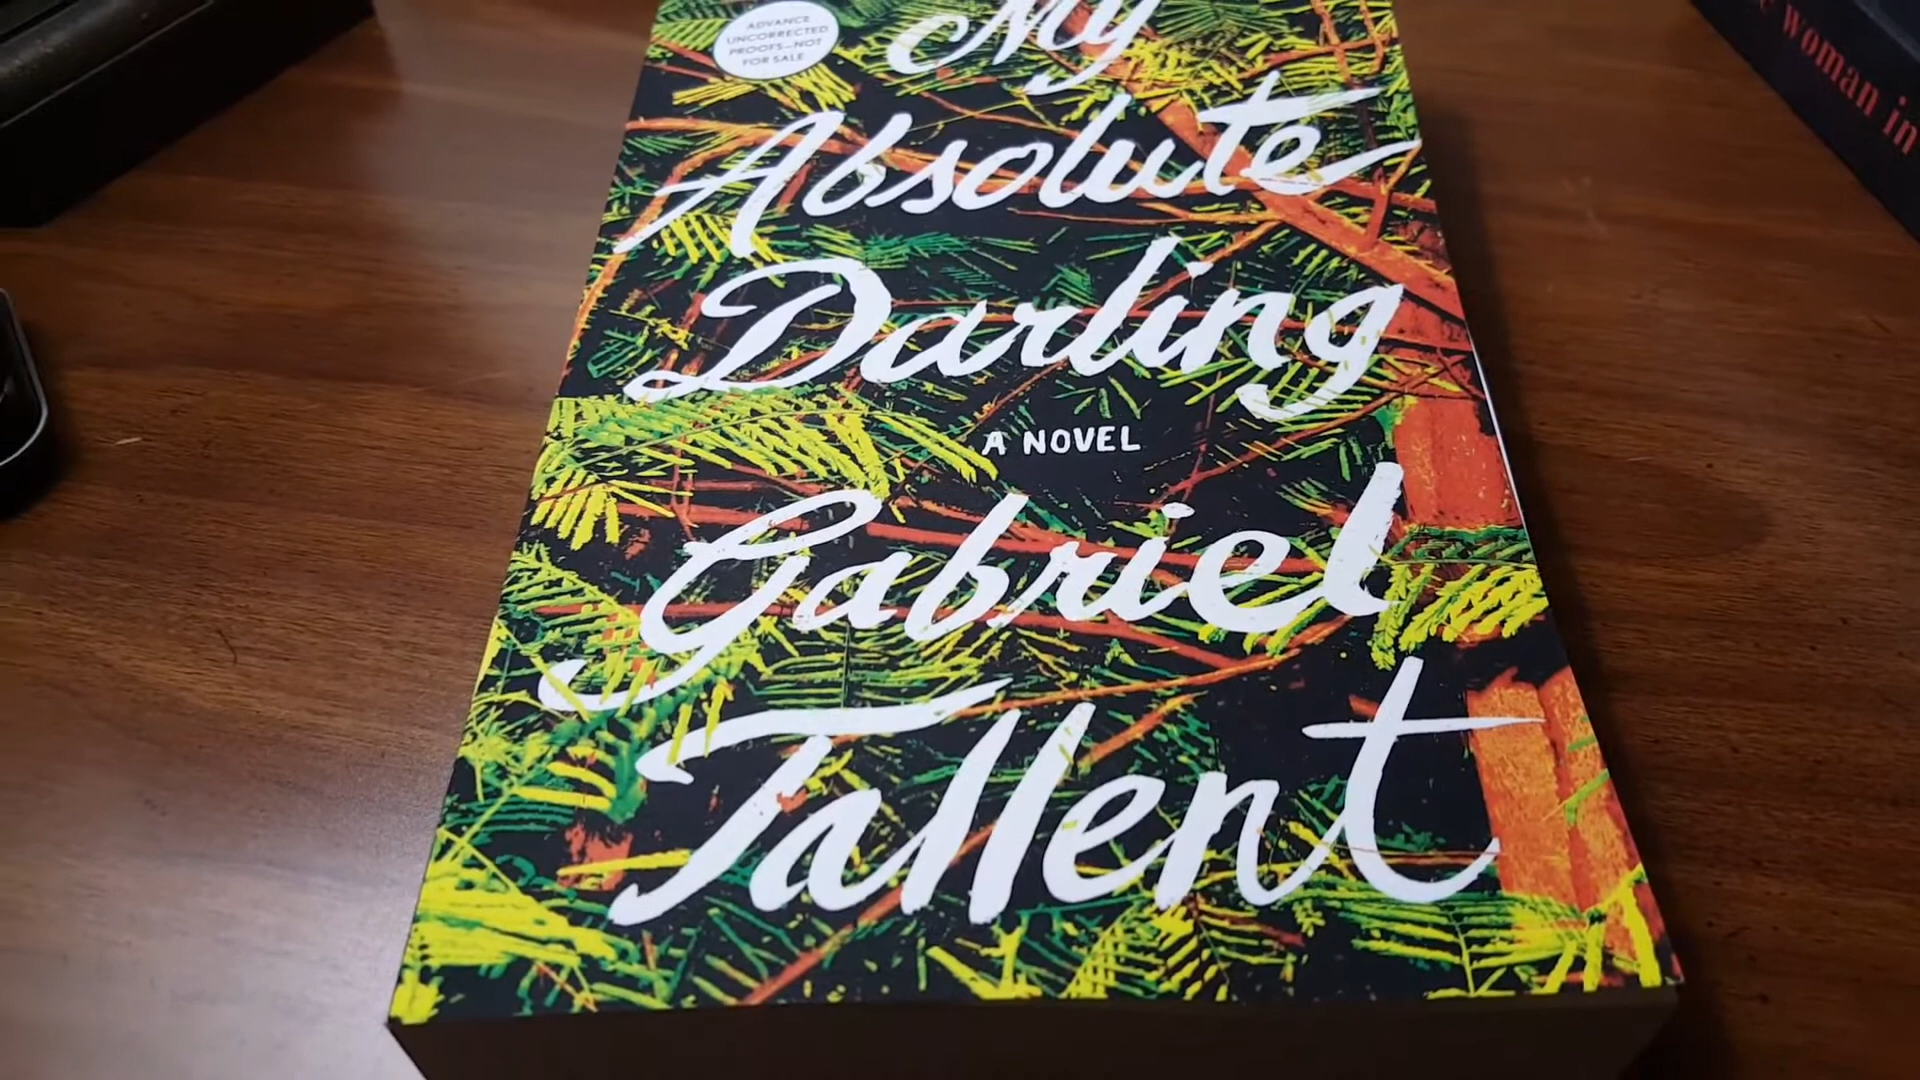 ADVANCE
UNCORRECTED
PROOFS—NOT
FOR SALE
My
Absolute
Darling
A NOVEL
Gabriel
Tallent
woman in